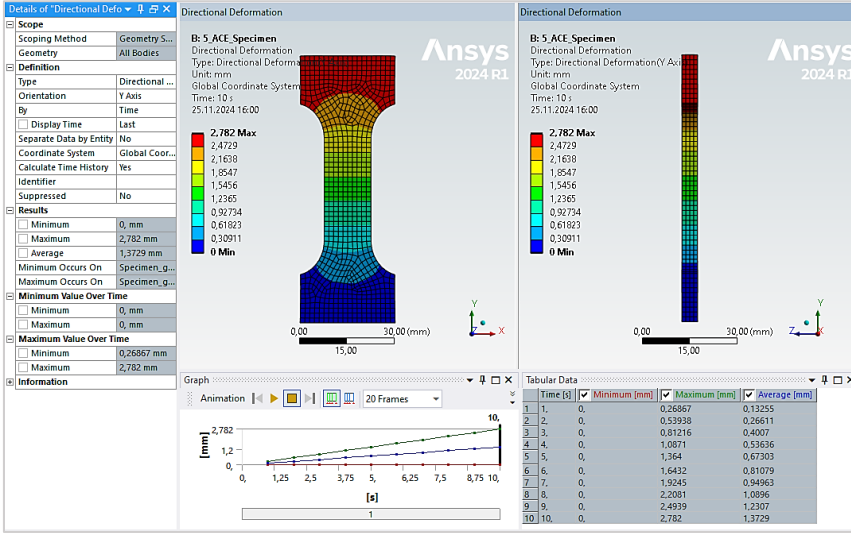 Details of "Directional Defo
Scope
Scoping Method Geometry S...
Geometry All Bodies
Definition
Type Directional ...
Orientation Y Axis
By Time
Display Time Last
Separate Data by Entity No
Coordinate System Global Coor...
Calculate Time History Yes
Identifier
Suppressed No
Results
Minimum 0, mm
Maximum 2,782 mm
Average 1,3729 mm
Minimum Occurs On Specimen_g...
Maximum Occurs On Specimen_g...
Minimum Value Over Time
Minimum 0, mm
Maximum 0, mm
Maximum Value Over Time
Minimum 0,26867 mm
Maximum 2,782 mm
Information
Directional Deformation
B: 5_ACE_Specimen
Directional Deformation
Type: Directional Deforma
Unit: mm
Global Coordinate System
Time: 10 s
25.11.2024 16:00
Ansys
2024 R1
2,782 Max
2,4729
2,1638
1,8547
1,5456
1,2365
0,92734
0,61823
0,30911
0 Min
0,00 30,00 (mm)
15,00
Y
X
Directional Deformation
B: 5_ACE_Specimen
Directional Deformation
Type: Directional Deformation(Y Axi
Unit: mm
Global Coordinate System
Time: 10 s
25.11.2024 16:00
Ansys
2024 R1
2,782 Max
2,4729
2,1638
1,8547
1,5456
1,2365
0,92734
0,61823
0,30911
0 Min
0,00 30,00 (mm)
15,00
Y
Z
Graph
Animation 20 Frames
10,
2,782
1,2
0,
[mm]
0, 1,25 2,5 3,75 5, 6,25 7,5 8,75 10,
[s]
1
Tabular Data
Time [s] Minimum [mm] Maximum [mm] Average [mm]
1 1, 0, 0,26867 0,13255
2 2, 0, 0,53938 0,26611
3 3, 0, 0,81216 0,4007
4 4, 0, 1,0871 0,53636
5 5, 0, 1,364 0,67303
6 6, 0, 1,6432 0,81079
7 7, 0, 1,9245 0,94963
8 8, 0, 2,2081 1,0896
9 9, 0, 2,4939 1,2307
10 10, 0, 2,782 1,3729